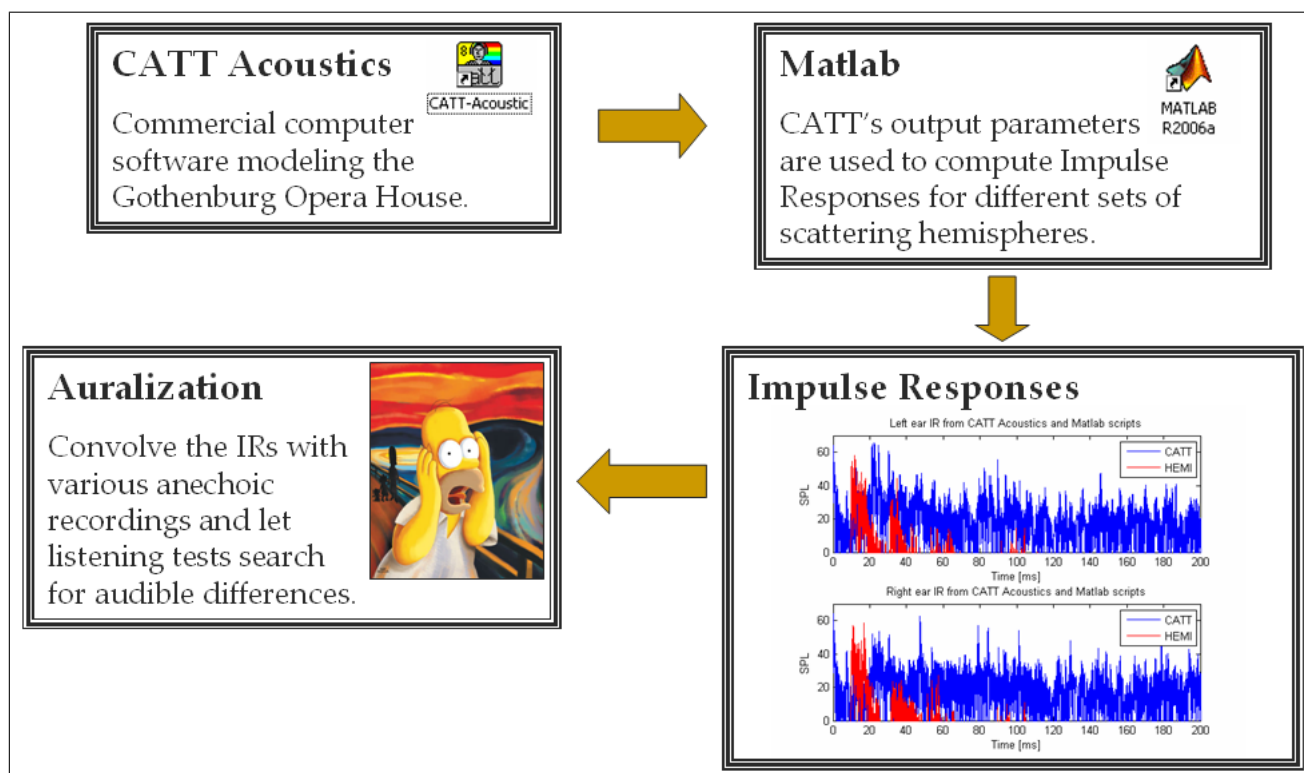 CATT Acoustics
CATT-Acoustic
Commercial computer
software modeling the
Gothenburg Opera House.
Matlab
MATLAB
R2006a
CATT's output parameters
are used to compute Impulse
Responses for different sets of
scattering hemispheres.
Auralization
Convolve the IRs with
various anechoic
recordings and let
listening tests search
for audible differences.
Impulse Responses
Left ear IR from CATT Acoustics and Matlab scripts
CATT
HEMI
SPL
60
40
20
0
0 20 40 60 80 100 120 140 160 180 200
Time [ms]
Right ear IR from CATT Acoustics and Matlab scripts
CATT
HEMI
SPL
60
40
20
0
0 20 40 60 80 100 120 140 160 180 200
Time [ms]